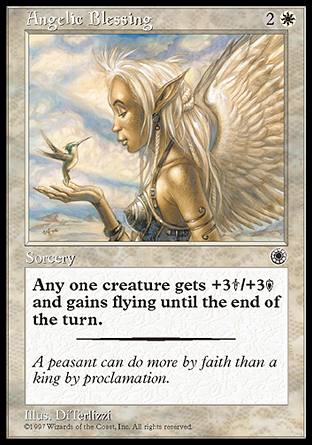 Angelic Blessing 2
Sorcery
Any one creature gets +3/+3
and gains flying until the end of
the turn.
A peasant can do more by faith than a
king by proclamation.
Illus. DiTerlizzi
©1997 Wizards of the Coast, Inc. All rights reserved.